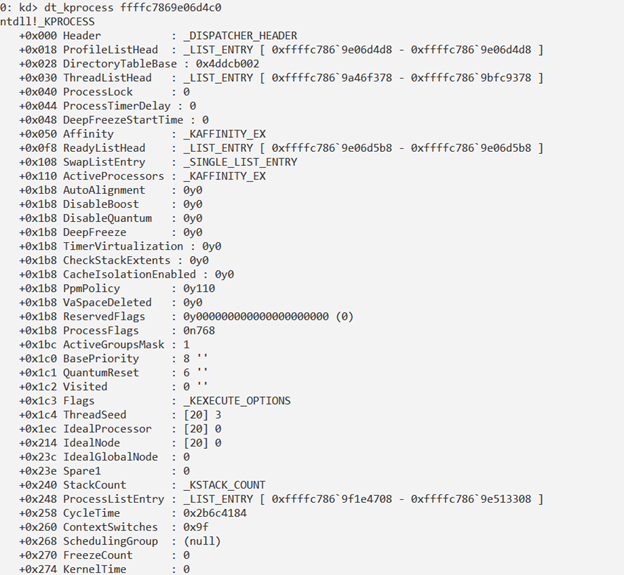 0: kd> dt_kprocess ffffc7869e06d4c0
ntdll!_KPROCESS
+0x000 Header : _DISPATCHER_HEADER
+0x018 ProfileListHead : _LIST_ENTRY [ 0xffffc786`9e06d4d8 - 0xffffc786`9e06d4d8 ]
+0x028 DirectoryTableBase : 0x4ddcb002
+0x030 ThreadListHead : _LIST_ENTRY [ 0xffffc786`9a46f378 - 0xffffc786`9bfc9378 ]
+0x040 ProcessLock : 0
+0x044 ProcessTimerDelay : 0
+0x048 DeepFreezeStartTime : 0
+0x050 Affinity : _KAFFINITY_EX
+0x0f8 ReadyListHead : _LIST_ENTRY [ 0xffffc786`9e06d5b8 - 0xffffc786`9e06d5b8 ]
+0x108 SwapListEntry : _SINGLE_LIST_ENTRY
+0x110 ActiveProcessors : _KAFFINITY_EX
+0x1b8 AutoAlignment : 0y0
+0x1b8 DisableBoost : 0y0
+0x1b8 DisableQuantum : 0y0
+0x1b8 DeepFreeze : 0y0
+0x1b8 TimerVirtualization : 0y0
+0x1b8 CheckStackExtents : 0y0
+0x1b8 CacheIsolationEnabled : 0y0
+0x1b8 PpmPolicy : 0y110
+0x1b8 VaSpaceDeleted : 0y0
+0x1b8 ReservedFlags : 0y000000000000000000000 (0)
+0x1b8 ProcessFlags : 0n768
+0x1bc ActiveGroupsMask : 1
+0x1c0 BasePriority : 8 ''
+0x1c1 QuantumReset : 6 ''
+0x1c2 Visited : 0 ''
+0x1c3 Flags : _KEXECUTE_OPTIONS
+0x1c4 ThreadSeed : [20] 3
+0x1ec IdealProcessor : [20] 0
+0x214 IdealNode : [20] 0
+0x23c IdealGlobalNode : 0
+0x23e Spare1 : 0
+0x240 StackCount : _KSTACK_COUNT
+0x248 ProcessListEntry : _LIST_ENTRY [ 0xffffc786`9f1e4708 - 0xffffc786`9e513308 ]
+0x258 CycleTime : 0x2b6c4184
+0x260 ContextSwitches : 0x9f
+0x268 SchedulingGroup : (null)
+0x270 FreezeCount : 0
+0x274 KernelTime : 0